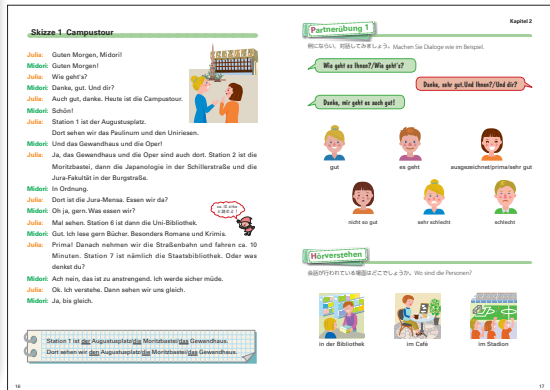 Skizze 1 Campustour
Julia: Guten Morgen, Midori!
Midori: Guten Morgen!
Julia: Wie geht's?
Midori: Danke, gut. Und dir?
Julia: Auch gut, danke. Heute ist die Campustour.
Midori: Schön!
Julia: Station 1 ist der Augustusplatz.
Dort sehen wir das Paulinum und den Uniriesen.
Midori: Und das Gewandhaus und die Oper!
Julia: Ja, das Gewandhaus und die Oper sind auch dort. Station 2 ist die
Moritzbastei, dann die Japanologie in der Schillerstraße und die
Jura-Fakultät in der Burgstraße.
Midori: In Ordnung.
Julia: Dort ist die Jura-Mensa. Essen wir da?
Midori: Oh ja, gern. Was essen wir?
Julia: Mal sehen. Station 6 ist dann die Uni-Bibliothek.
Midori: Gut. Ich lese gern Bücher. Besonders Romane und Krimis.
Julia: Prima! Danach nehmen wir die Straßenbahn und fahren ca. 10
Minuten. Station 7 ist nämlich die Staatsbibliothek. Oder was
denkst du?
Midori: Ach nein, das ist zu anstrengend. Ich werde sicher müde.
Julia: Ok. Ich verstehe. Dann sehen wir uns gleich.
Midori: Ja, bis gleich.
Station 1 ist der Augustusplatz/die Moritzbastei/das Gewandhaus.
Dort sehen wir den Augustusplatz/die Moritzbastei/das Gewandhaus.
16
Kapitel 2
Partnerübung 1
例にならい、対話してみましょう。Machen Sie Dialoge wie im Beispiel.
Wie geht es Ihnen?/Wie geht's?
Danke, sehr gut.Und Ihnen?/Und dir?
Danke, mir geht es auch gut!
gut
es geht
ausgezeichnet/prima/sehr gut
nicht so gut
sehr schlecht
schlecht
Hörverstehen
会話が行われている場面はどこでしょうか。Wo sind die Personen?
in der Bibliothek
im Café
im Stadion
17